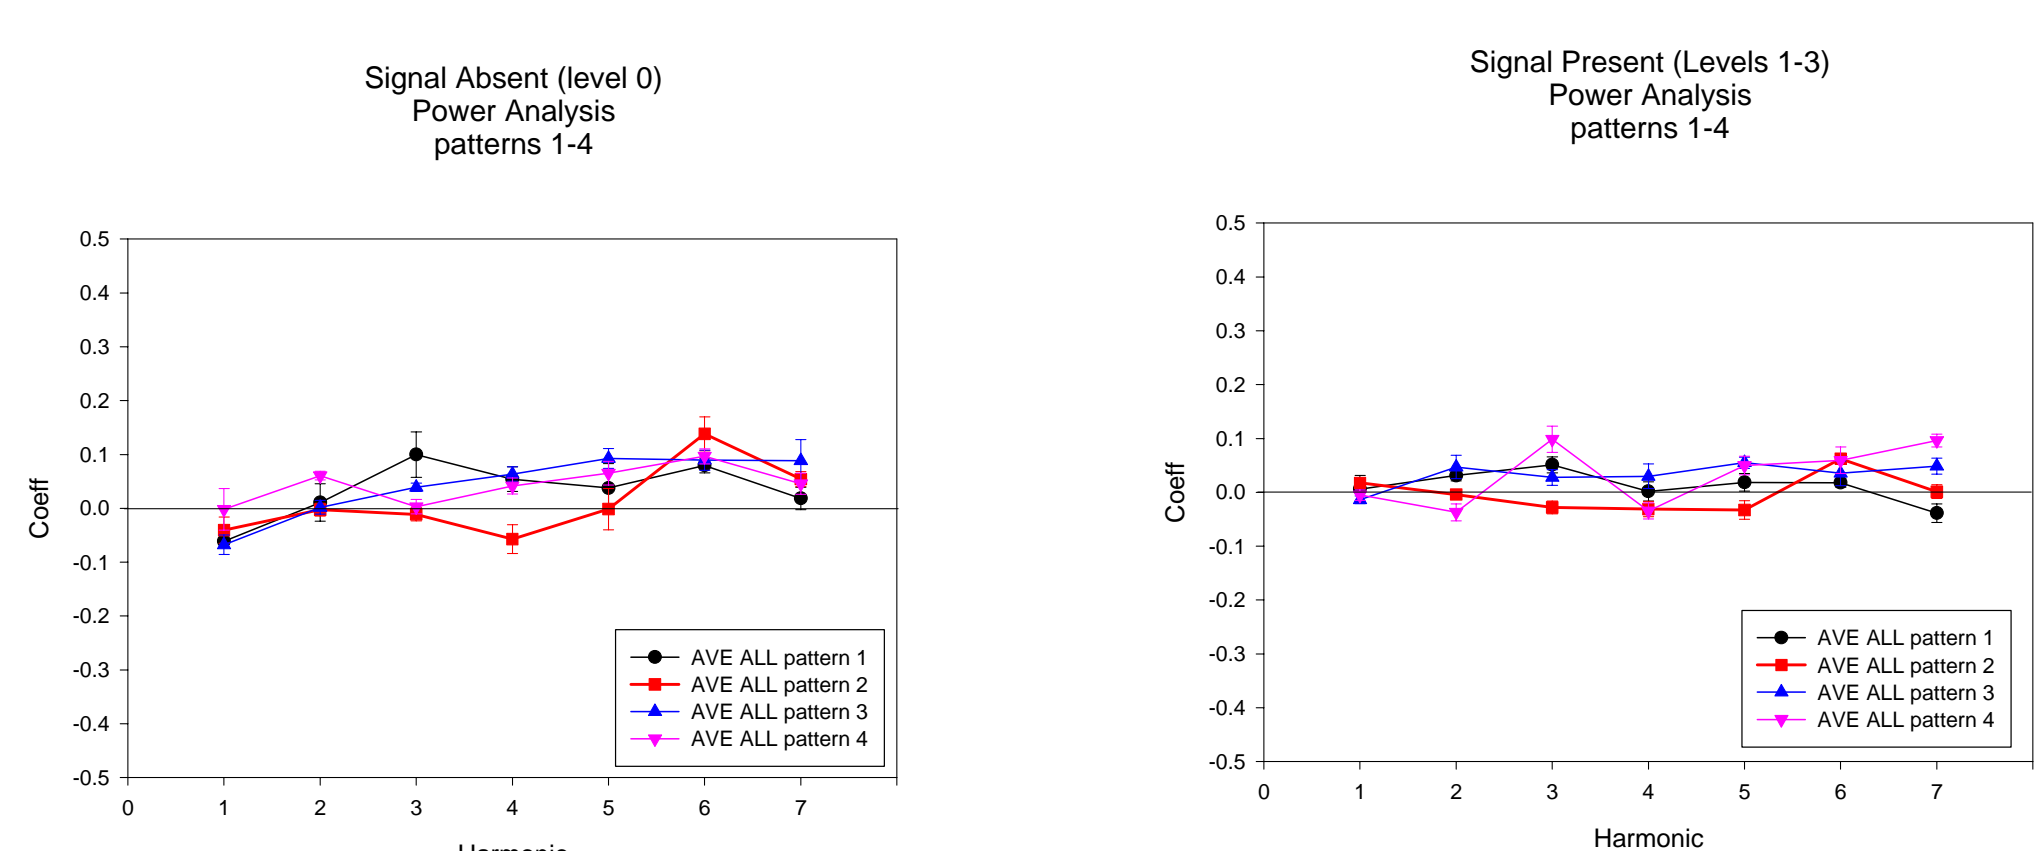 Signal Absent (level 0)
Power Analysis
patterns 1-4
0.5
0.4
0.3
0.2
0.1
0.0
-0.1
-0.2
-0.3
-0.4
-0.5
Coeff
0 1 2 3 4 5 6 7
Harmonic
AVE ALL pattern 1
AVE ALL pattern 2
AVE ALL pattern 3
AVE ALL pattern 4
Signal Present (Levels 1-3)
Power Analysis
patterns 1-4
0.5
0.4
0.3
0.2
0.1
0.0
-0.1
-0.2
-0.3
-0.4
-0.5
Coeff
0 1 2 3 4 5 6 7
Harmonic
AVE ALL pattern 1
AVE ALL pattern 2
AVE ALL pattern 3
AVE ALL pattern 4